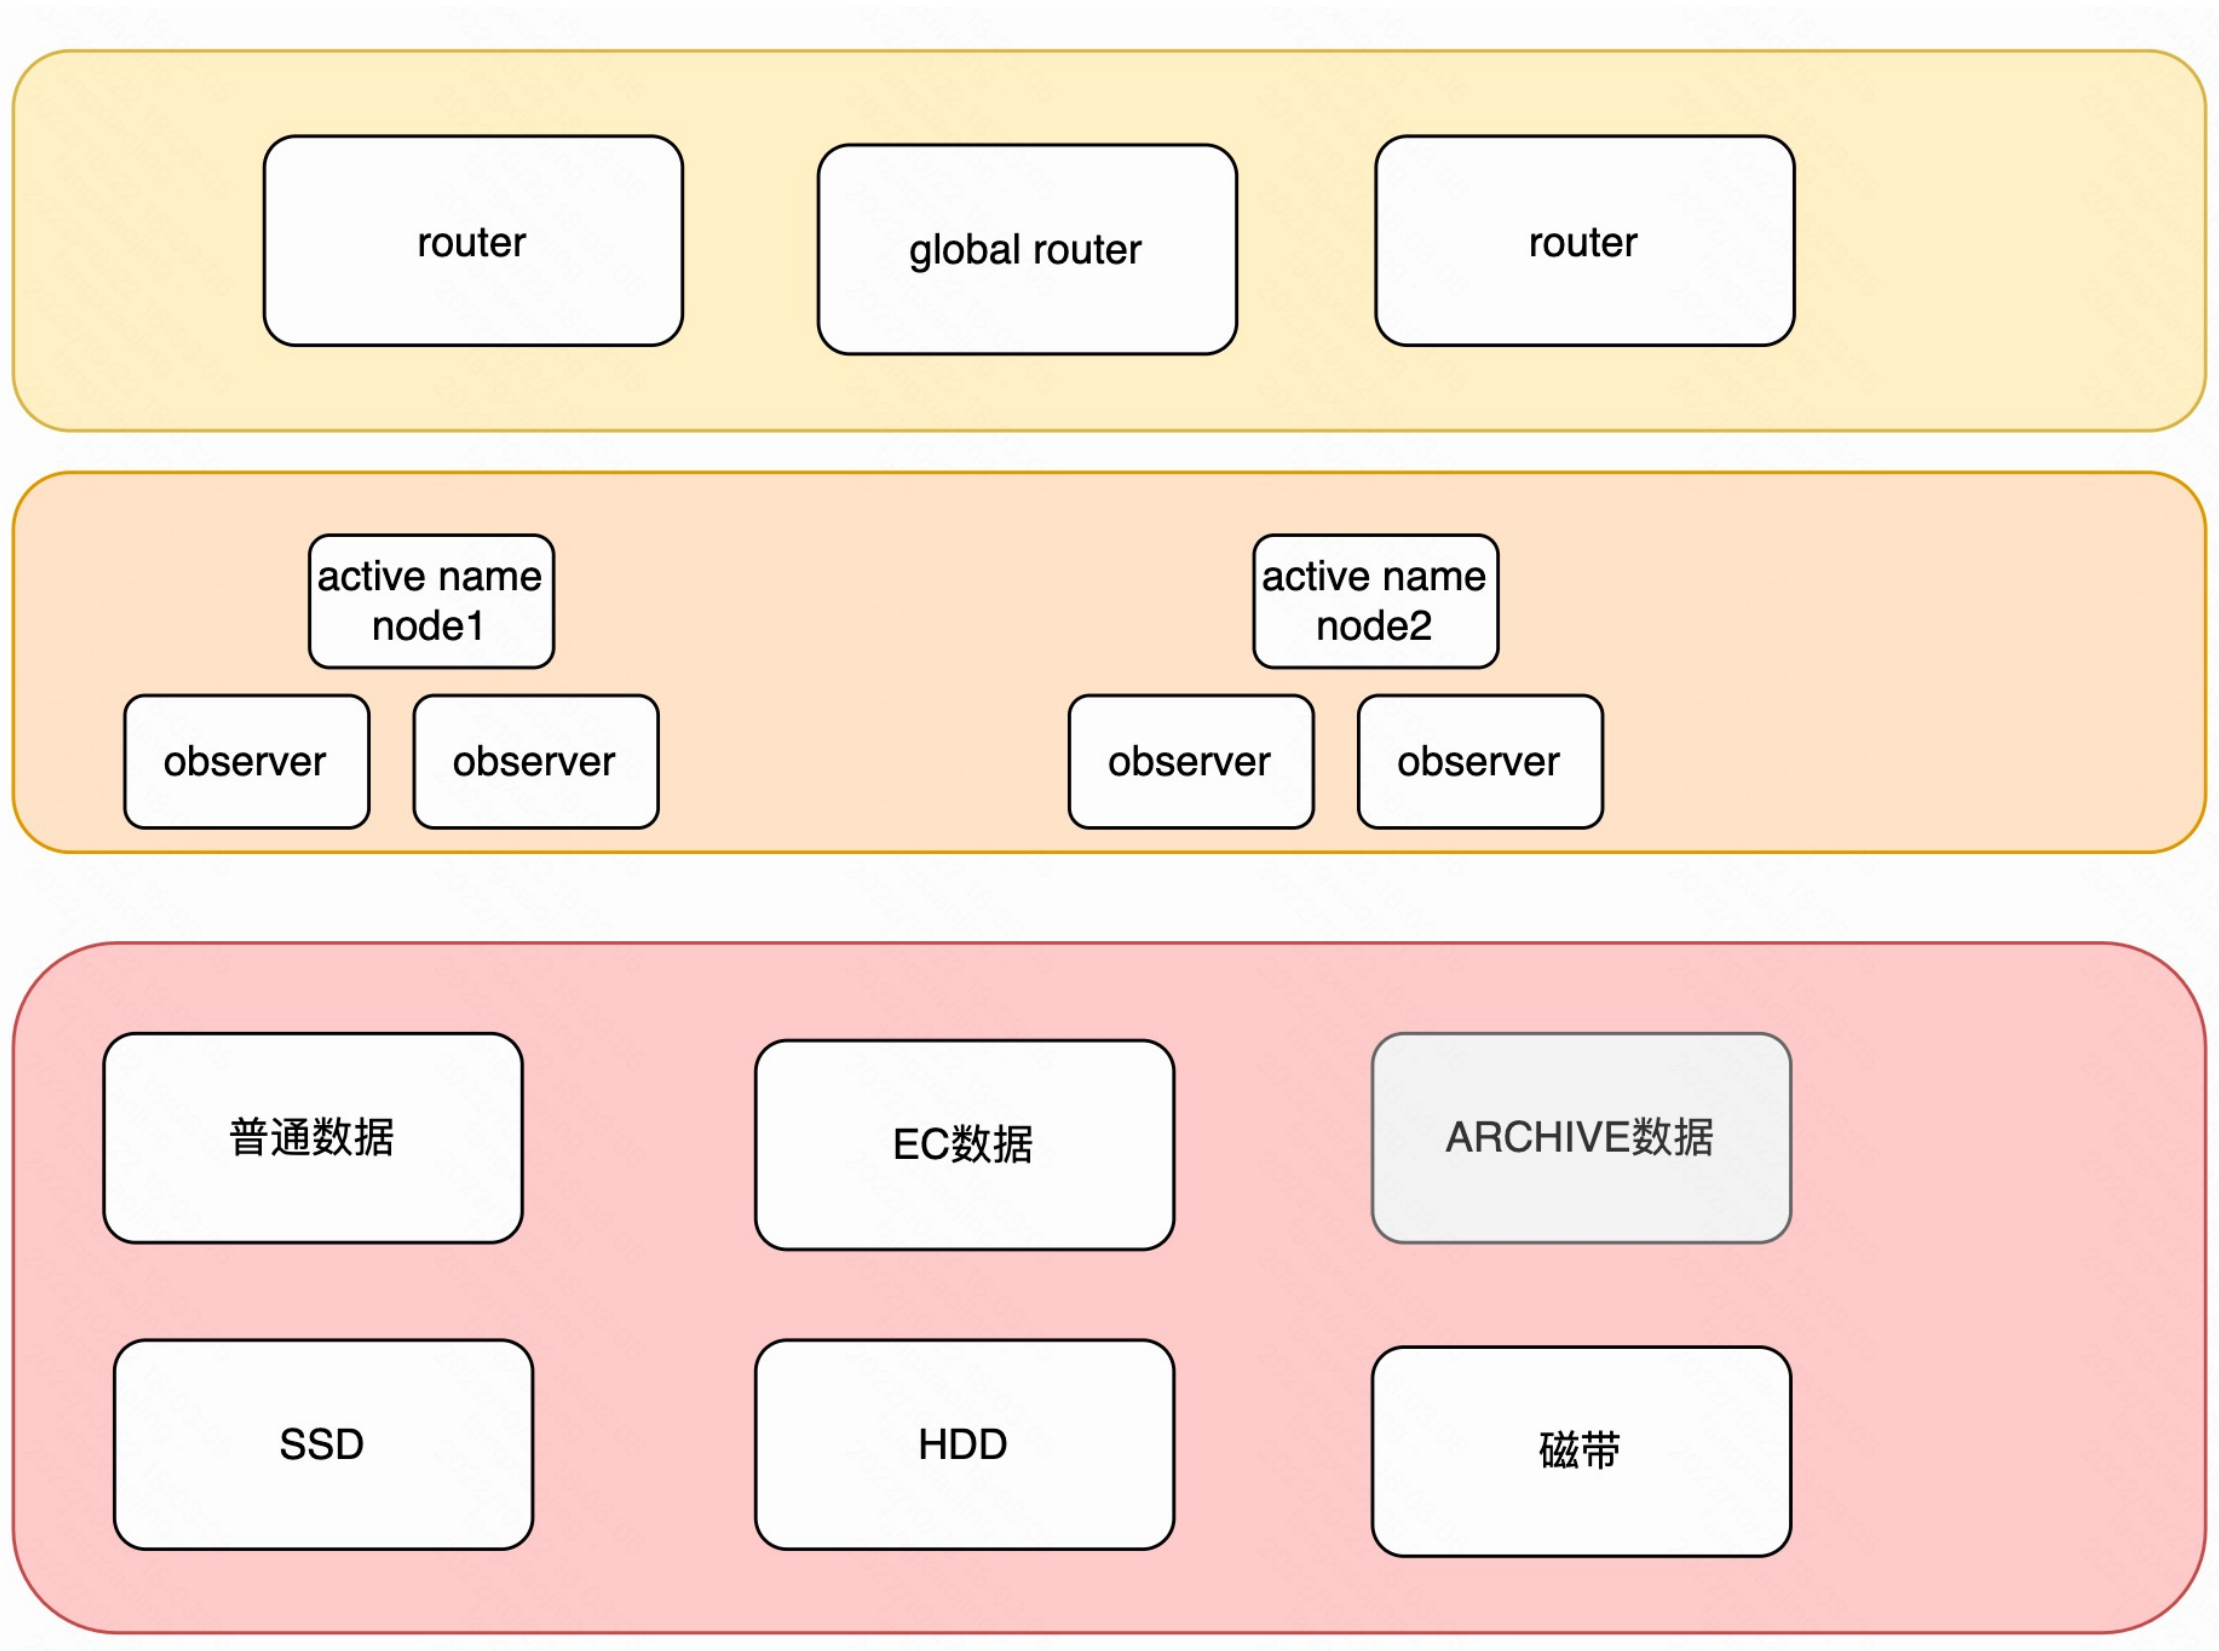 router
global router
router
active name
node1
active name
node2
observer
observer
observer
observer
普通数据
EC数据
ARCHIVE数据
SSD
HDD
磁带